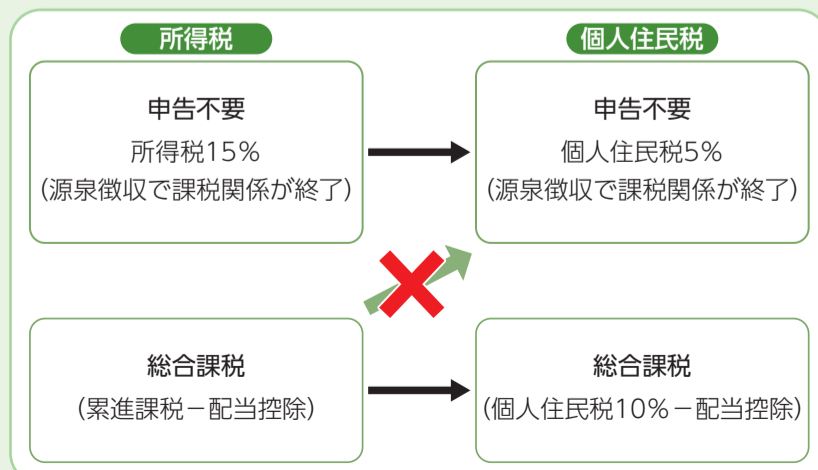 所得税
個人住民税
申告不要
所得税15%
(源泉徴収で課税関係が終了)
申告不要
個人住民税5%
(源泉徴収で課税関係が終了)
総合課税
(累進課税－配当控除)
総合課税
(個人住民税10%－配当控除)